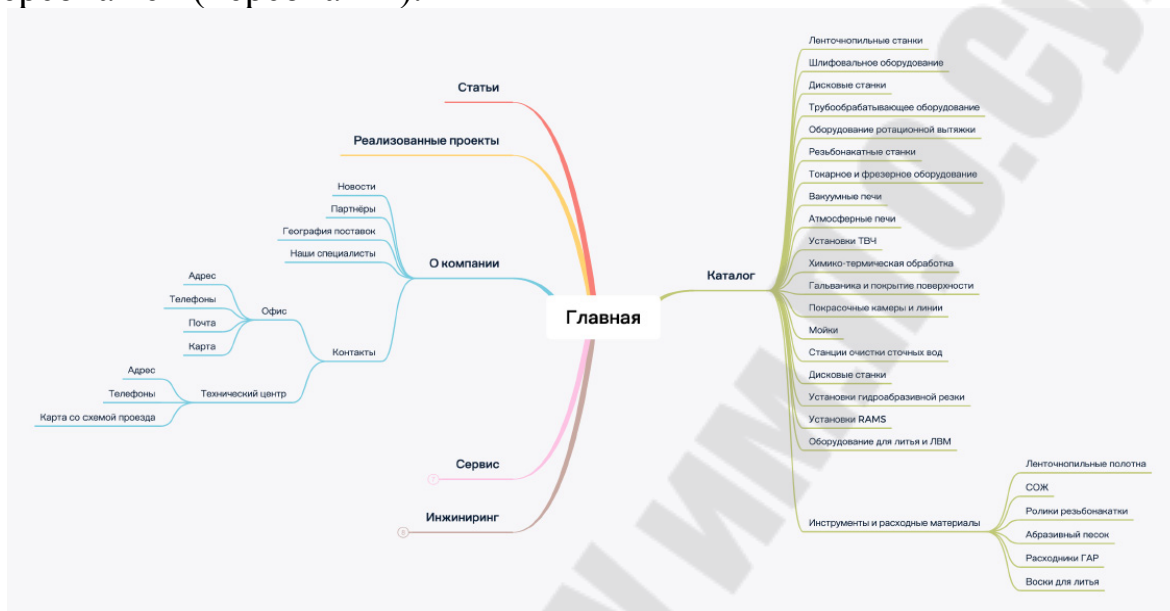 Статьи
Реализованные проекты
О компании
Новости
Партнёры
География поставок
Наши специалисты
Контакты
Офис
Адрес
Телефоны
Почта
Карта
Технический центр
Адрес
Телефоны
Карта со схемой проезда
Сервис
7
Инжиниринг
Главная
Каталог
Ленточнопильные станки
Шлифовальное оборудование
Дисковые станки
Трубообрабатывающее оборудование
Оборудование ротационной вытяжки
Резьбонакатные станки
Токарное и фрезерное оборудование
Вакуумные печи
Атмосферные печи
Установки ТВЧ
Химико-термическая обработка
Гальваника и покрытие поверхности
Покрасочные камеры и линии
Мойки
Станции очистки сточных вод
Дисковые станки
Установки гидроабразивной резки
Установки RAMS
Оборудование для литья и ЛВМ
Инструменты и расходные материалы
Ленточнопильные полотна
СОЖ
Ролики резьбонакатки
Абразивный песок
Расходники ГАР
Воски для литья